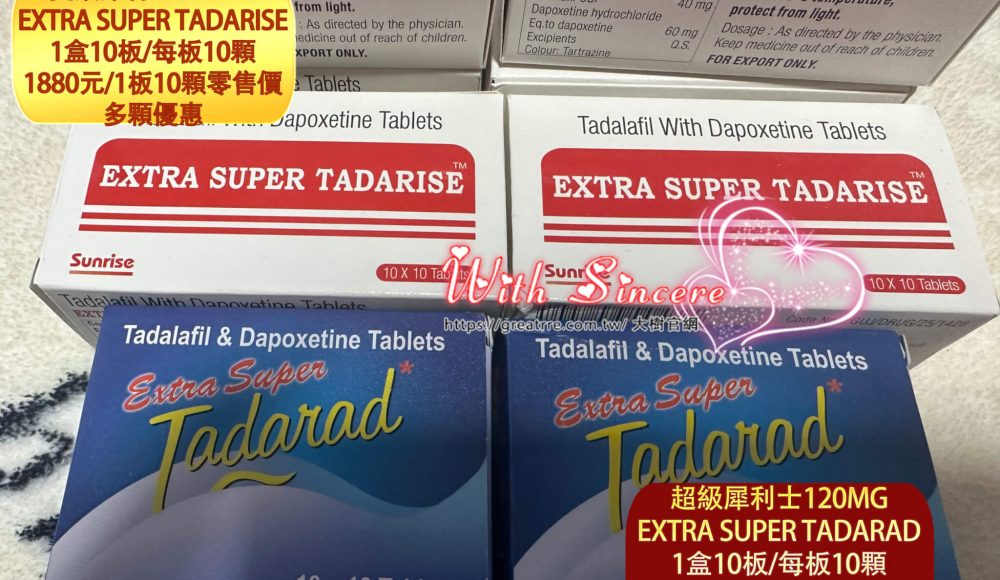 EXTRA SUPER TADARISE
1盒10板/每板10顆
1880元/1板10顆零售價
多顆優惠
from light.
: As directed by the physician.
medicine out of reach of children.
EXPORT ONLY.
Dapoxetine hydrochloride
Eq.to dapoxetine 60 mg
Excipients Q.S.
Colour: Tartrazine
40 mg
protect from light.
Dosage : As directed by the physician.
Keep medicine out of reach of children.
FOR EXPORT ONLY.
Tablets
With Dapoxetine Tablets
EXTRA SUPER TADARISE™
Sunrise
10 X 10 Tablets
Tadalafil With Dapoxetine Tablets
EXTRA SUPER TADARISE™
10 X 10 Tablets
With Sincere
https://greatrre.com.tw/ 大樹官網
Tadalafil With Dapoxetine Tablets
Tadalafil & Dapoxetine Tablets
Extra Super
Tadarad*
Tadalafil & Dapoxetine Tablets
Extra Super
Tadarad*
超級犀利士120MG
EXTRA SUPER TADARAD
1盒10板/每板10顆